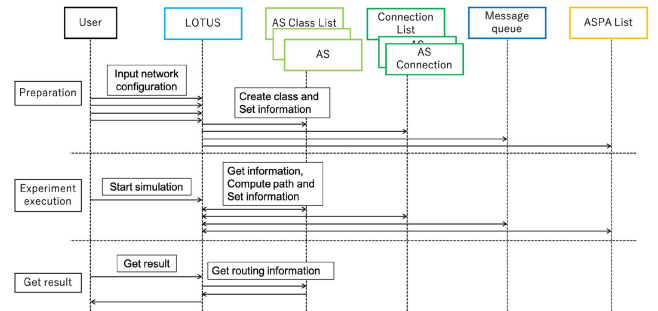 User
LOTUS
AS Class List
AS
Connection
List
AS
Connection
Message
queue
ASPA List
Preparation
Input network
configuration
Create class and
Set information
Experiment
execution
Start simulation
Get information,
Compute path and
Set information
Get result
Get result
Get routing information